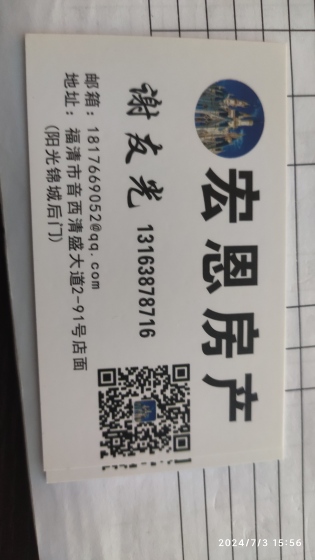 宏恩房产
谢友光 13163878716
邮箱：1817669052@qq.com
地址：福清市音西清盛大道2-91号店面
（阳光锦城后门）
2024/7/3 15:56